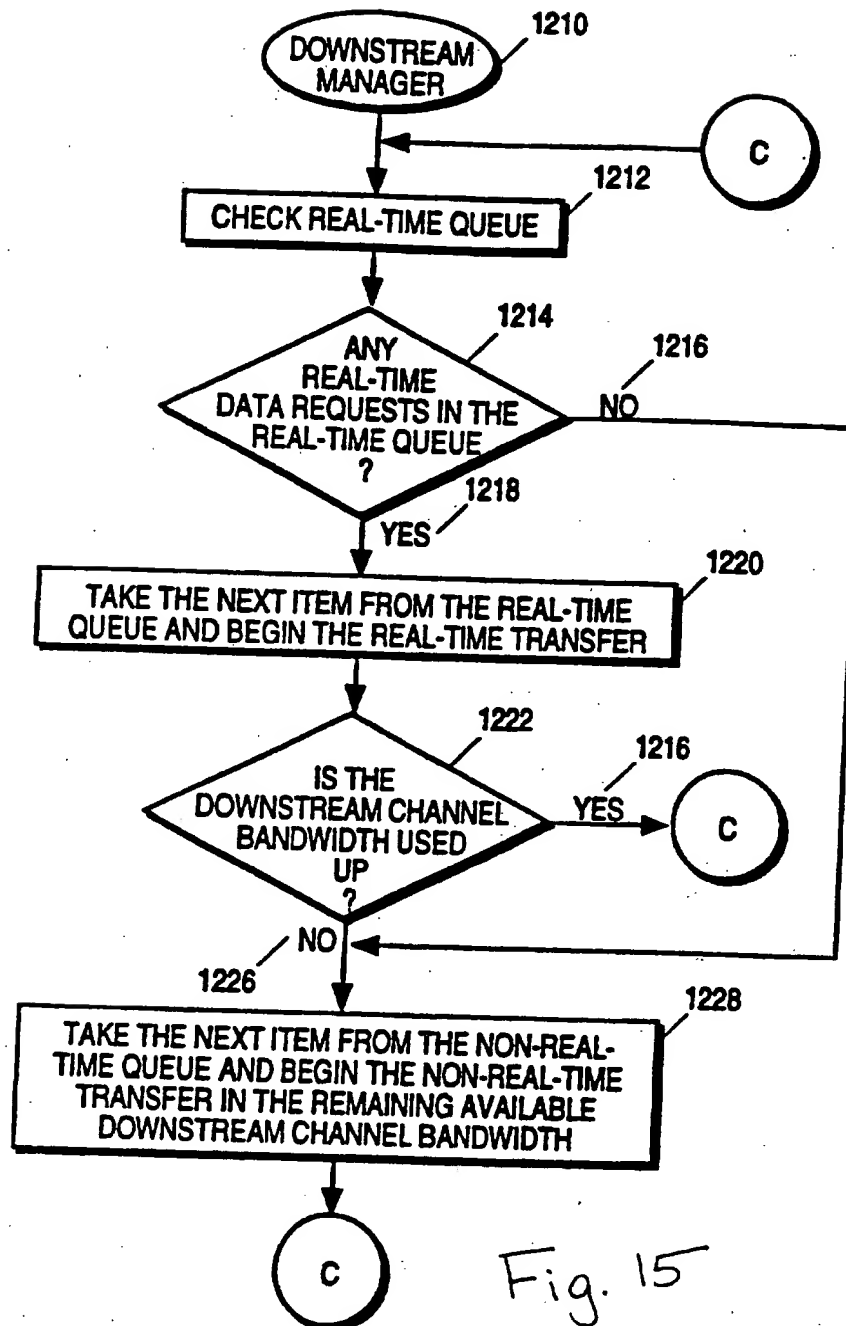 1210
DOWNSTREAM
MANAGER
C
1212
CHECK REAL-TIME QUEUE
1214
ANY
REAL-TIME
DATA REQUESTS IN THE
REAL-TIME QUEUE
?
1216
NO
1218
YES
1220
TAKE THE NEXT ITEM FROM THE REAL-TIME
QUEUE AND BEGIN THE REAL-TIME TRANSFER
1222
IS THE
DOWNSTREAM CHANNEL
BANDWIDTH USED
UP
?
1216
YES
C
NO
1226
1228
TAKE THE NEXT ITEM FROM THE NON-REAL-
TIME QUEUE AND BEGIN THE NON-REAL-TIME
TRANSFER IN THE REMAINING AVAILABLE
DOWNSTREAM CHANNEL BANDWIDTH
C
Fig. 15